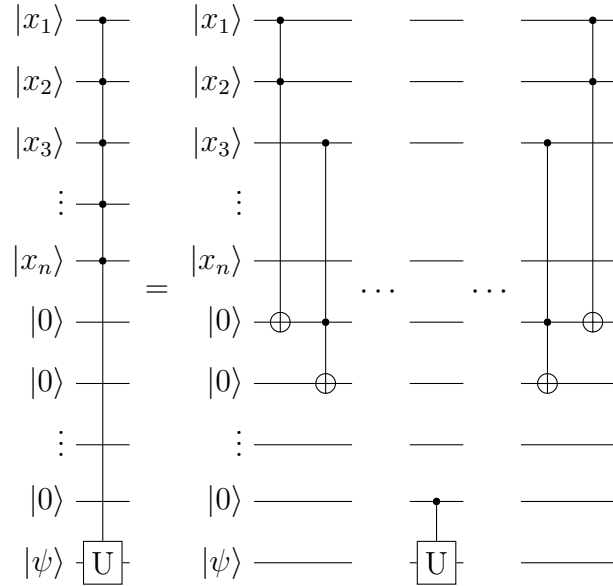 |x₁⟩ |x₁⟩
|x₂⟩ |x₂⟩
|x₃⟩ |x₃⟩
⋮ ⋮
|xₙ⟩ |xₙ⟩
= ⋯ ⋯
|0⟩ |0⟩
|0⟩ |0⟩
⋮ ⋮
|0⟩ |0⟩
|ψ⟩ U |ψ⟩ U